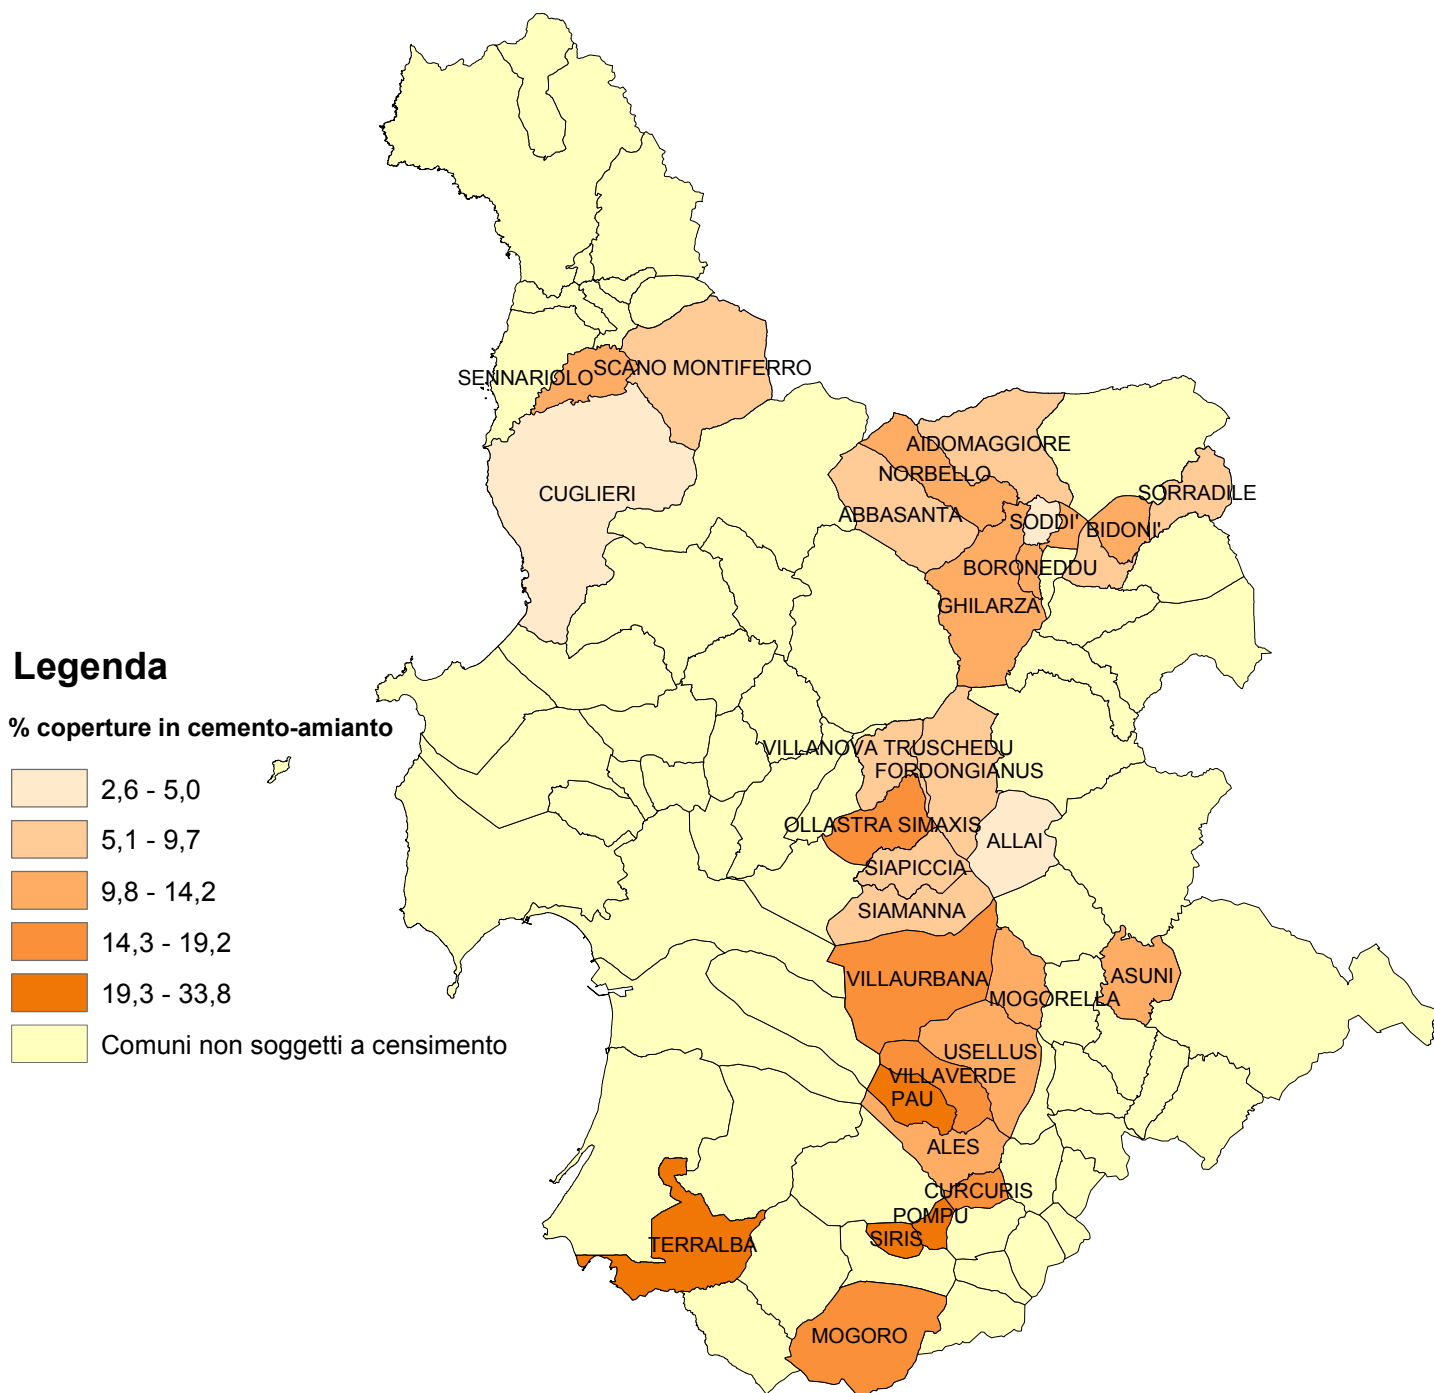 SENNARIOLO
SCANO MONTIFERRO
CUGLIERI
AIDOMAGGIORE
NORBELLO
ABBASANTA
SODDI'
BIDONI'
SORRADILE
BORONEDDU
GHILARZA
Legenda
% coperture in cemento-amianto
2,6 - 5,0
5,1 - 9,7
9,8 - 14,2
14,3 - 19,2
19,3 - 33,8
Comuni non soggetti a censimento
VILLANOVA TRUSCHEDU
FORDONGIANUS
OLLASTRA SIMAXIS
ALLAI
SIAPICCIA
SIAMANNA
VILLAURBANA
MOGORELLA
ASUNI
USELLUS
VILLAVERDE
PAU
ALES
CURCURIS
POMPU
SIRIS
TERRALBA
MOGORO